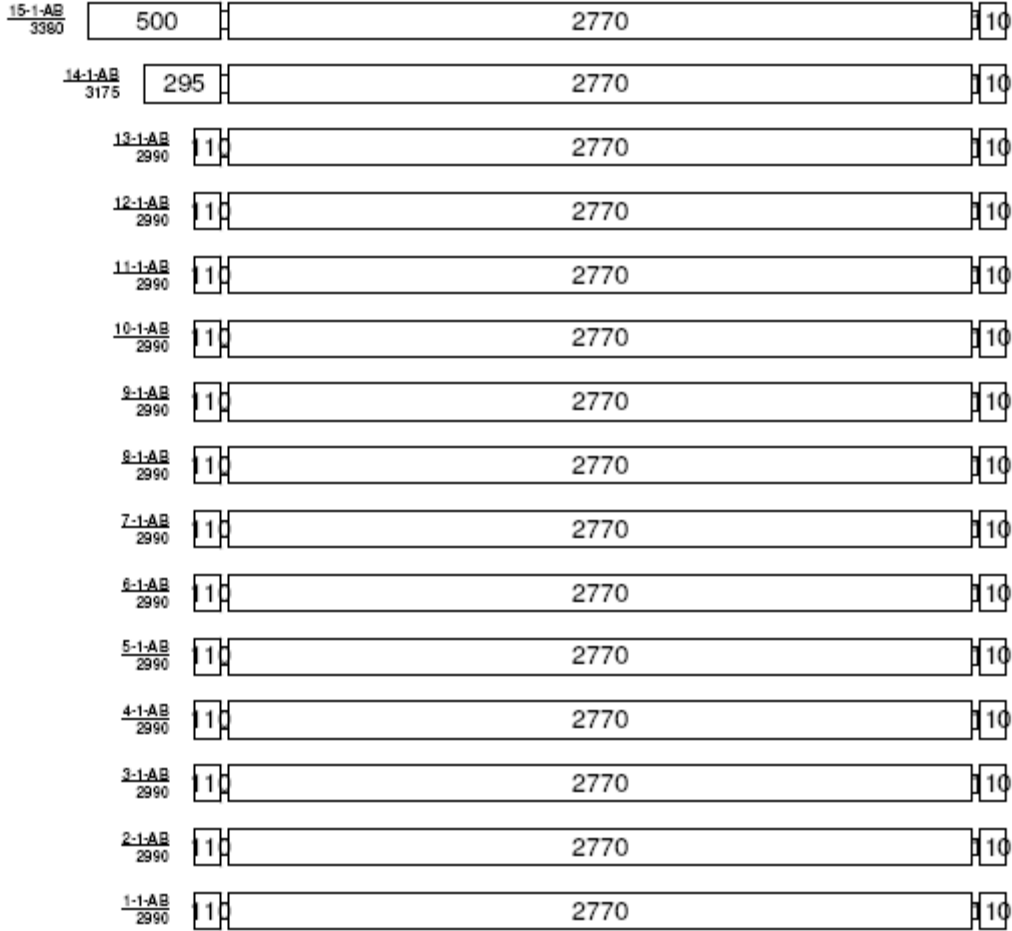 15-1-AB
3380
500 2770 110
14-1-AB
3175
295 2770 110
13-1-AB
2990
110 2770 110
12-1-AB
2990
110 2770 110
11-1-AB
2990
110 2770 110
10-1-AB
2990
110 2770 110
9-1-AB
2990
110 2770 110
8-1-AB
2990
110 2770 110
7-1-AB
2990
110 2770 110
6-1-AB
2990
110 2770 110
5-1-AB
2990
110 2770 110
4-1-AB
2990
110 2770 110
3-1-AB
2990
110 2770 110
2-1-AB
2990
110 2770 110
1-1-AB
2990
110 2770 110